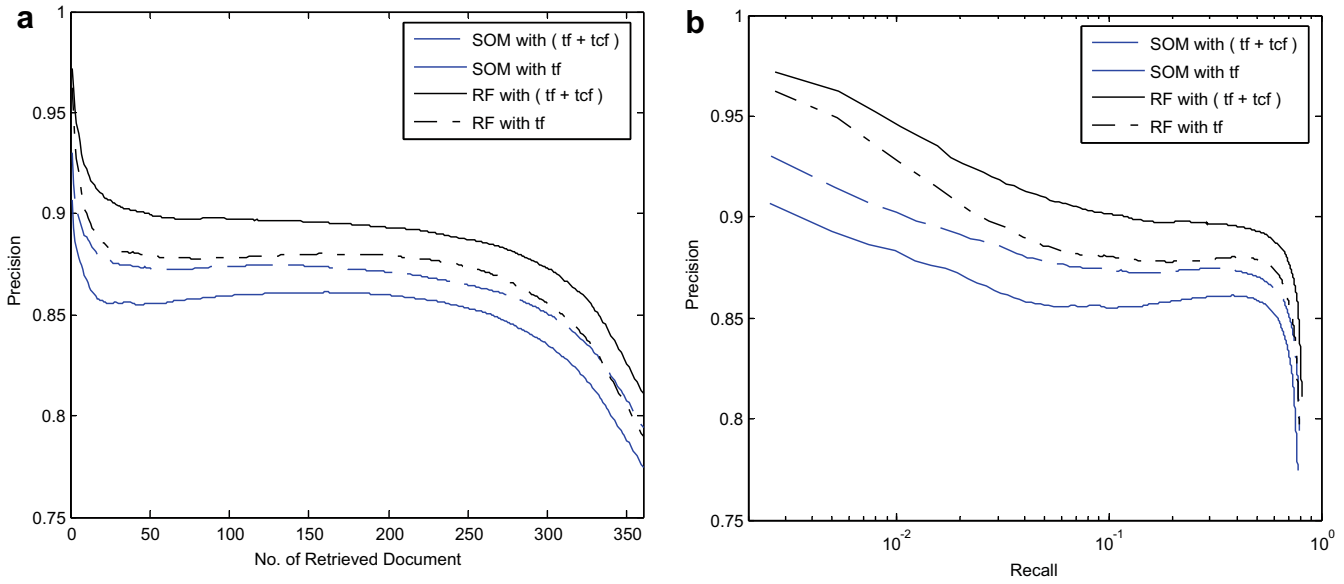 a
1
0.95
0.9
0.85
0.8
0.75
Precision
0 50 100 150 200 250 300 350
No. of Retrieved Document
SOM with ( tf + tcf )
SOM with tf
RF with ( tf + tcf )
RF with tf
b
1
0.95
0.9
0.85
0.8
0.75
Precision
10-2 10-1 100
Recall
SOM with ( tf + tcf )
SOM with tf
RF with ( tf + tcf )
RF with tf